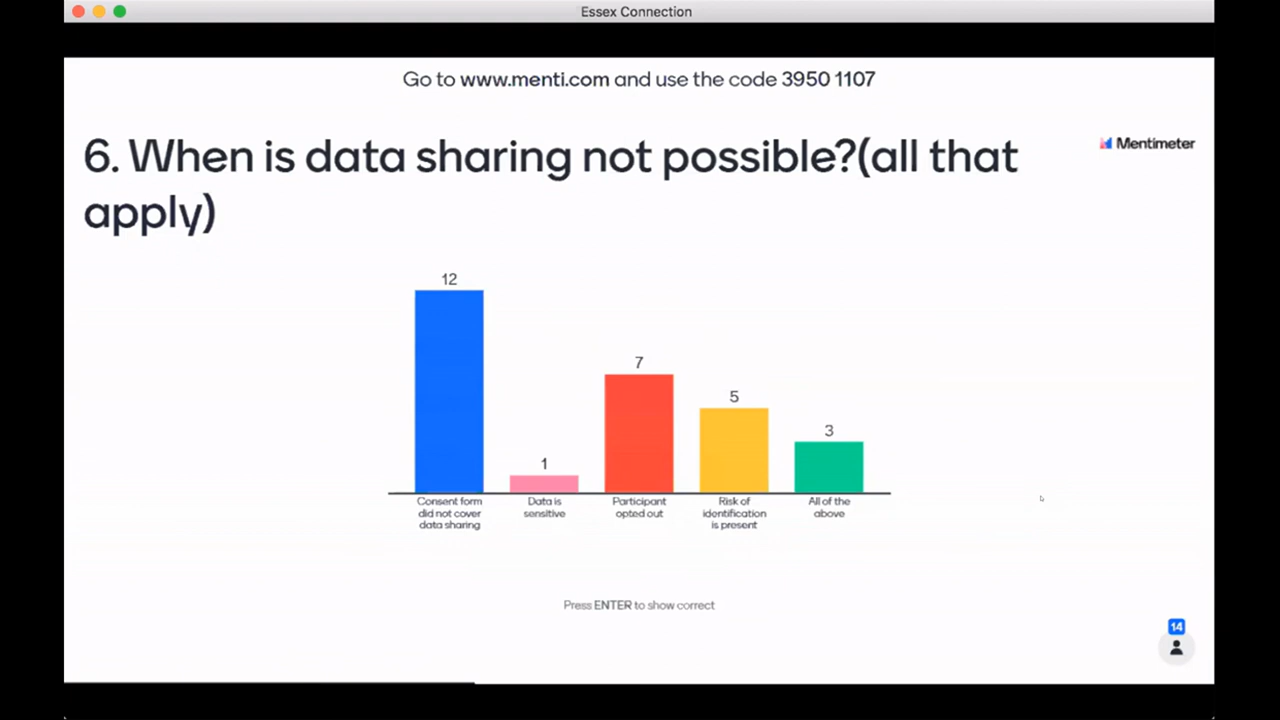 Essex Connection
Go to www.menti.com and use the code 3950 1107
6. When is data sharing not possible?(all that
apply)
Mentimeter
12
1
7
5
3
Consent form
did not cover
data sharing
Data is
sensitive
Participant
opted out
Risk of
identification
is present
All of the
above
Press ENTER to show correct
14